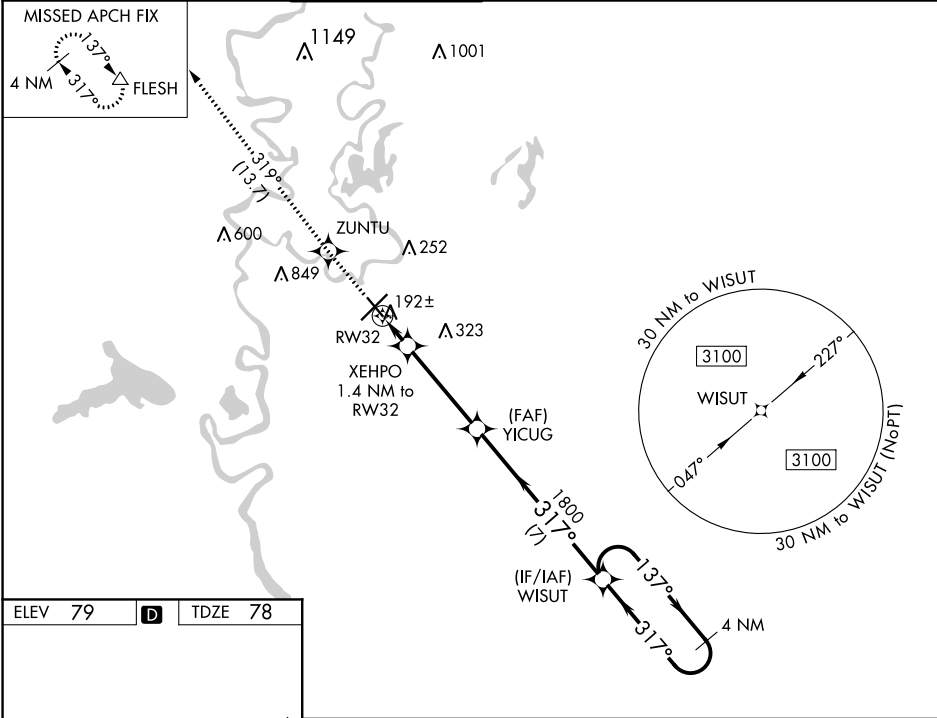 MISSED APCH FIX
137°
4 NM
317°
FLESH
1149
1001
319°
(13.7)
ZUNTU
600
252
849
192±
RW32
323
XEHPO
1.4 NM to
RW32
(FAF)
YICUG
1800
317°
(7)
(IF/IAF)
WISUT
137°
317°
4 NM
30 NM to WISUT
3100
227°
WISUT
047°
3100
30 NM to WISUT (NoPT)
ELEV 79
D
TDZE 78